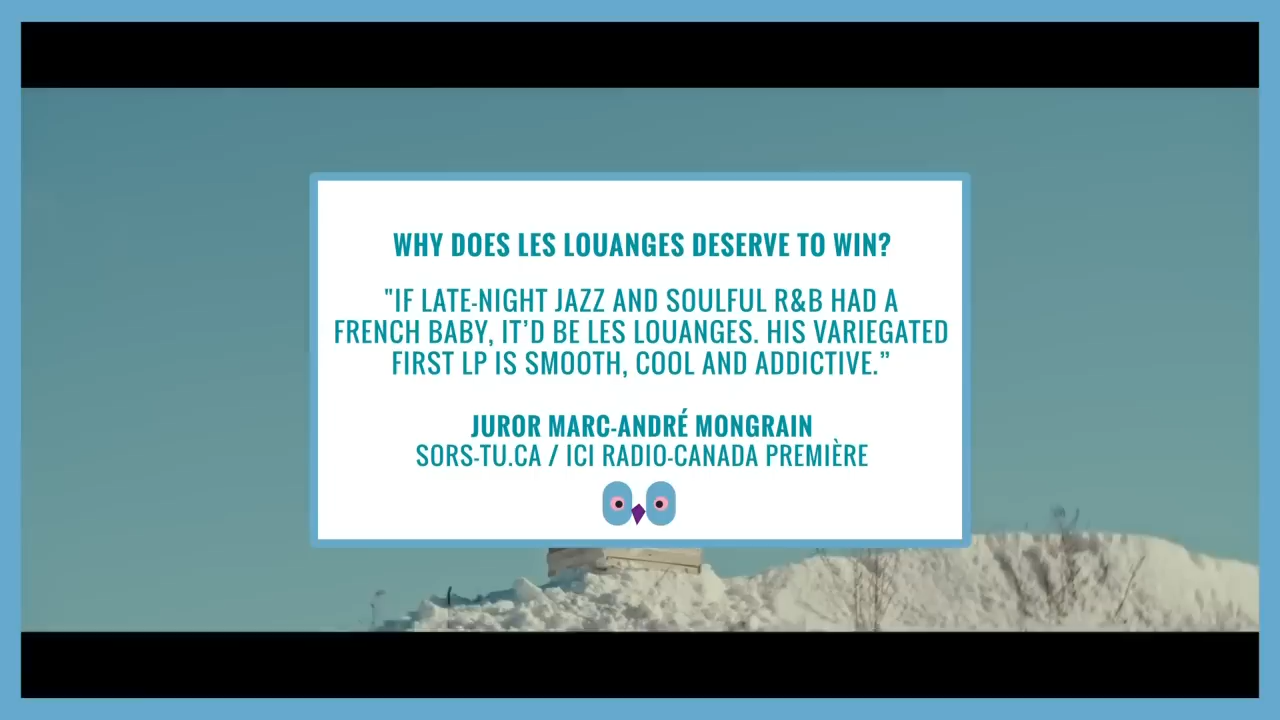 WHY DOES LES LOUANGES DESERVE TO WIN?
"IF LATE-NIGHT JAZZ AND SOULFUL R&B HAD A
FRENCH BABY, IT’D BE LES LOUANGES. HIS VARIEGATED
FIRST LP IS SMOOTH, COOL AND ADDICTIVE.”
JUROR MARC-ANDRÉ MONGRAIN
SORS-TU.CA / ICI RADIO-CANADA PREMIÈRE